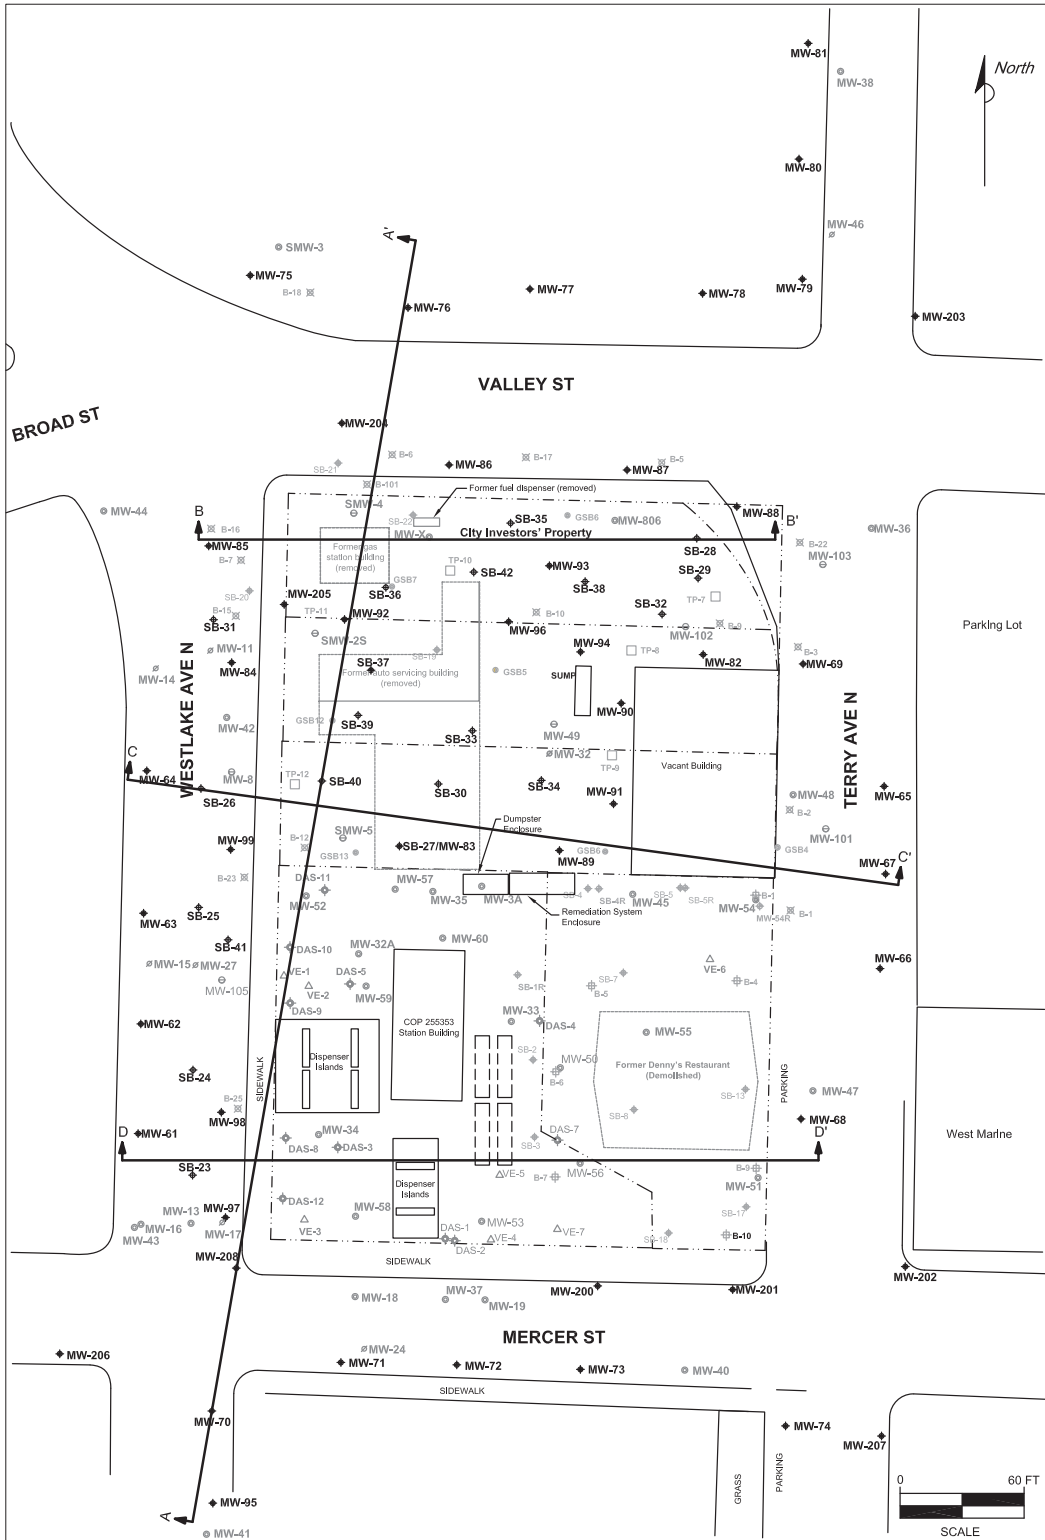 MW-81
North
MW-38
MW-80
MW-46
A'
SMW-3
MW-75
B-18
MW-77
MW-78
MW-79
MW-76
MW-203
VALLEY ST
BROAD ST
MW-204
B-6
B-17
B-5
SB-21
MW-86
MW-87
B-101
Former fuel dispenser (removed)
SMW-4
MW-88
MW-44
B
SB-22
SB-35
GSB6
MW-806
B'
MW-36
B-16
MW-X
City Investors' Property
SB-28
B-22
MW-85
Former gas
station building
(removed)
MW-103
B-7
TP-10
SB-42
MW-93
SB-29
GSB7
SB-38
SB-20
SB-36
TP-7
MW-205
TP-11
MW-92
B-15
B-10
SB-32
SB-31
MW-96
MW-102
B-9
Parking Lot
SMW-2S
MW-11
SB-19
MW-94
TP-8
B-3
MW-84
SB-37
MW-82
MW-69
MW-14
Former auto servicing building
(removed)
GSB5
SUMP
WESTLAKE AVE N
TERRY AVE N
MW-90
MW-42
GSB12
SB-39
SB-33
MW-49
MW-32
TP-9
Vacant Building
C
MW-64
MW-8
TP-12
SB-40
SB-30
SB-34
MW-65
SB-26
MW-91
MW-48
B-2
Dumpster
Enclosure
MW-101
SMW-5
MW-99
B-12
GSB13
SB-27/MW-83
MW-89
GSB6
GSB4
C'
MW-67
B-23
DAS-11
MW-57
MW-52
MW-35
MW-3A
SB-4
SB-4R
MW-45
SB-5
SB-5R
B-1
MW-54
MW-54R
B-1
Remediation System
Enclosure
MW-63
SB-25
SB-41
MW-60
DAS-10
MW-32A
MW-15
MW-27
VE-1
VE-2
DAS-5
MW-59
VE-6
MW-66
MW-105
SB-1R
SB-7
B-5
B-4
DAS-9
MW-62
COP 255353
Station Building
MW-33
DAS-4
MW-55
Dispenser
Islands
SB-2
MW-50
B-6
Former Denny's Restaurant
(Demolished)
SB-24
SIDEWALK
PARKING
SB-13
MW-47
B-25
MW-98
SB-8
MW-68
D
MW-61
MW-34
DAS-8
DAS-3
SB-3
DAS-7
D'
West Marine
SB-23
MW-56
B-7
VE-5
B-9
MW-51
Dispenser
Islands
DAS-12
MW-97
MW-13
MW-16
MW-43
MW-17
VE-3
MW-58
MW-53
DAS-1
DAS-2
VE-4
VE-7
SB-17
SB-18
B-10
MW-208
SIDEWALK
MW-202
MW-200
MW-201
MW-18
MW-37
MW-19
MERCER ST
MW-24
MW-206
MW-71
MW-72
MW-73
MW-40
SIDEWALK
MW-70
MW-74
MW-207
GRASS
PARKING
0
60 FT
SCALE
MW-95
A
MW-41